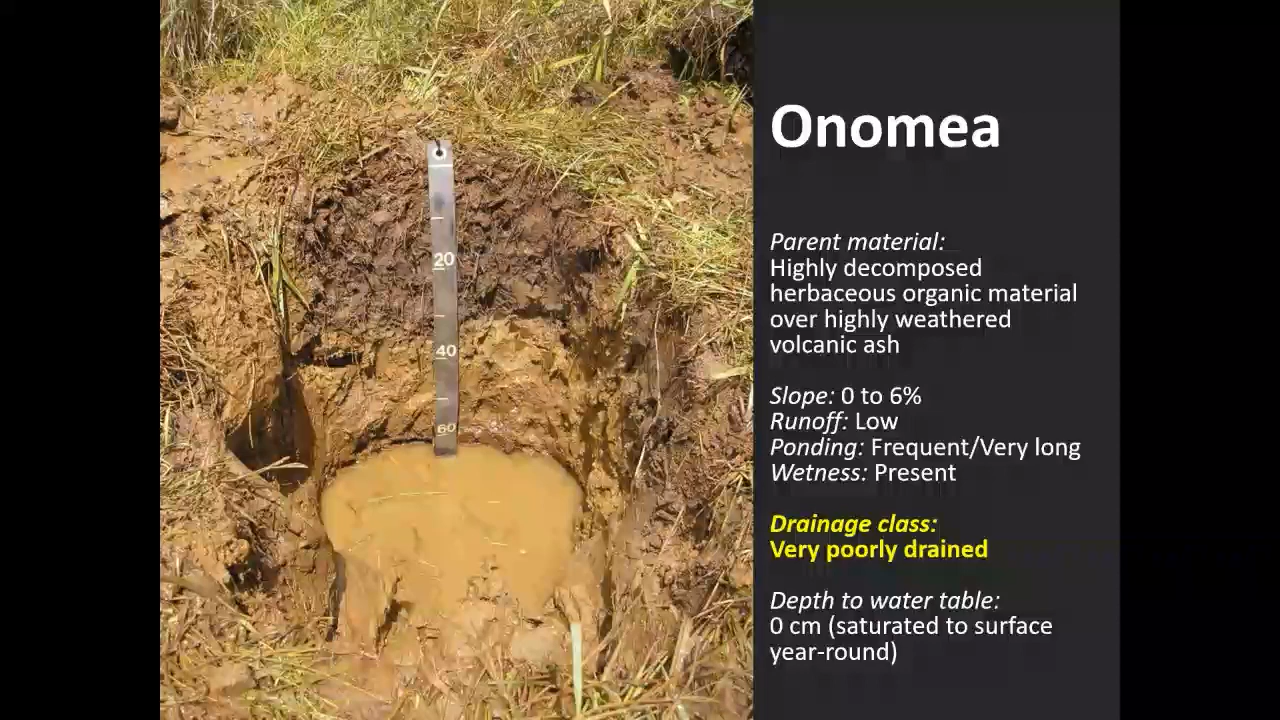 Onomea
20
40
60
Parent material:
Highly decomposed
herbaceous organic material
over highly weathered
volcanic ash
Slope: 0 to 6%
Runoff: Low
Ponding: Frequent/Very long
Wetness: Present
Drainage class:
Very poorly drained
Depth to water table:
0 cm (saturated to surface
year-round)